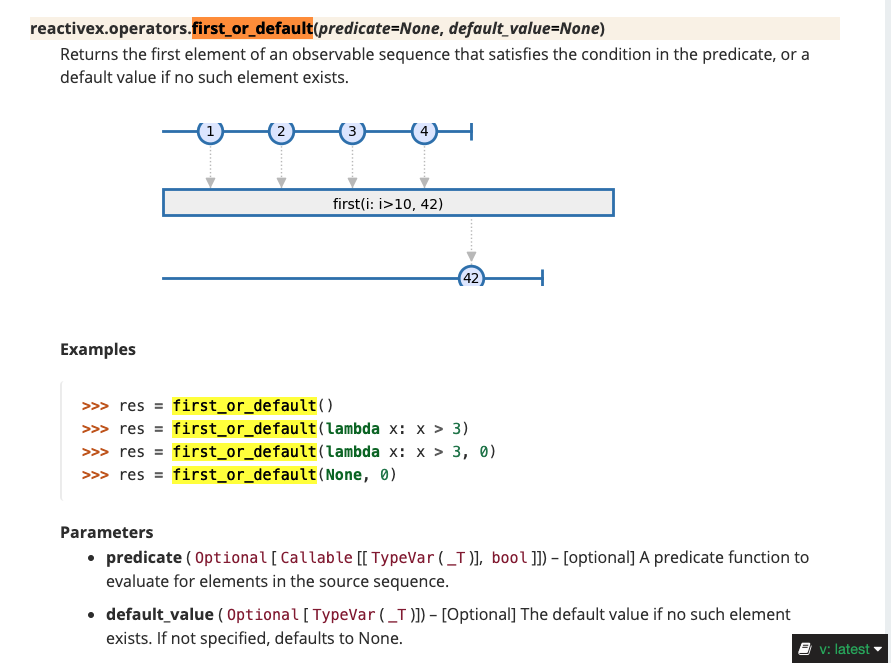 reactivex.operators.first_or_default(predicate=None, default_value=None)
Returns the first element of an observable sequence that satisfies the condition in the predicate, or a
default value if no such element exists.
1 2 3 4
first(i: i>10, 42)
42
Examples
>>> res = first_or_default()
>>> res = first_or_default(lambda x: x > 3)
>>> res = first_or_default(lambda x: x > 3, 0)
>>> res = first_or_default(None, 0)
Parameters
• predicate (Optional[Callable[[TypeVar(_T)], bool]]) – [optional] A predicate function to
evaluate for elements in the source sequence.
• default_value (Optional[TypeVar(_T)]) – [Optional] The default value if no such element
exists. If not specified, defaults to None.
v: latest